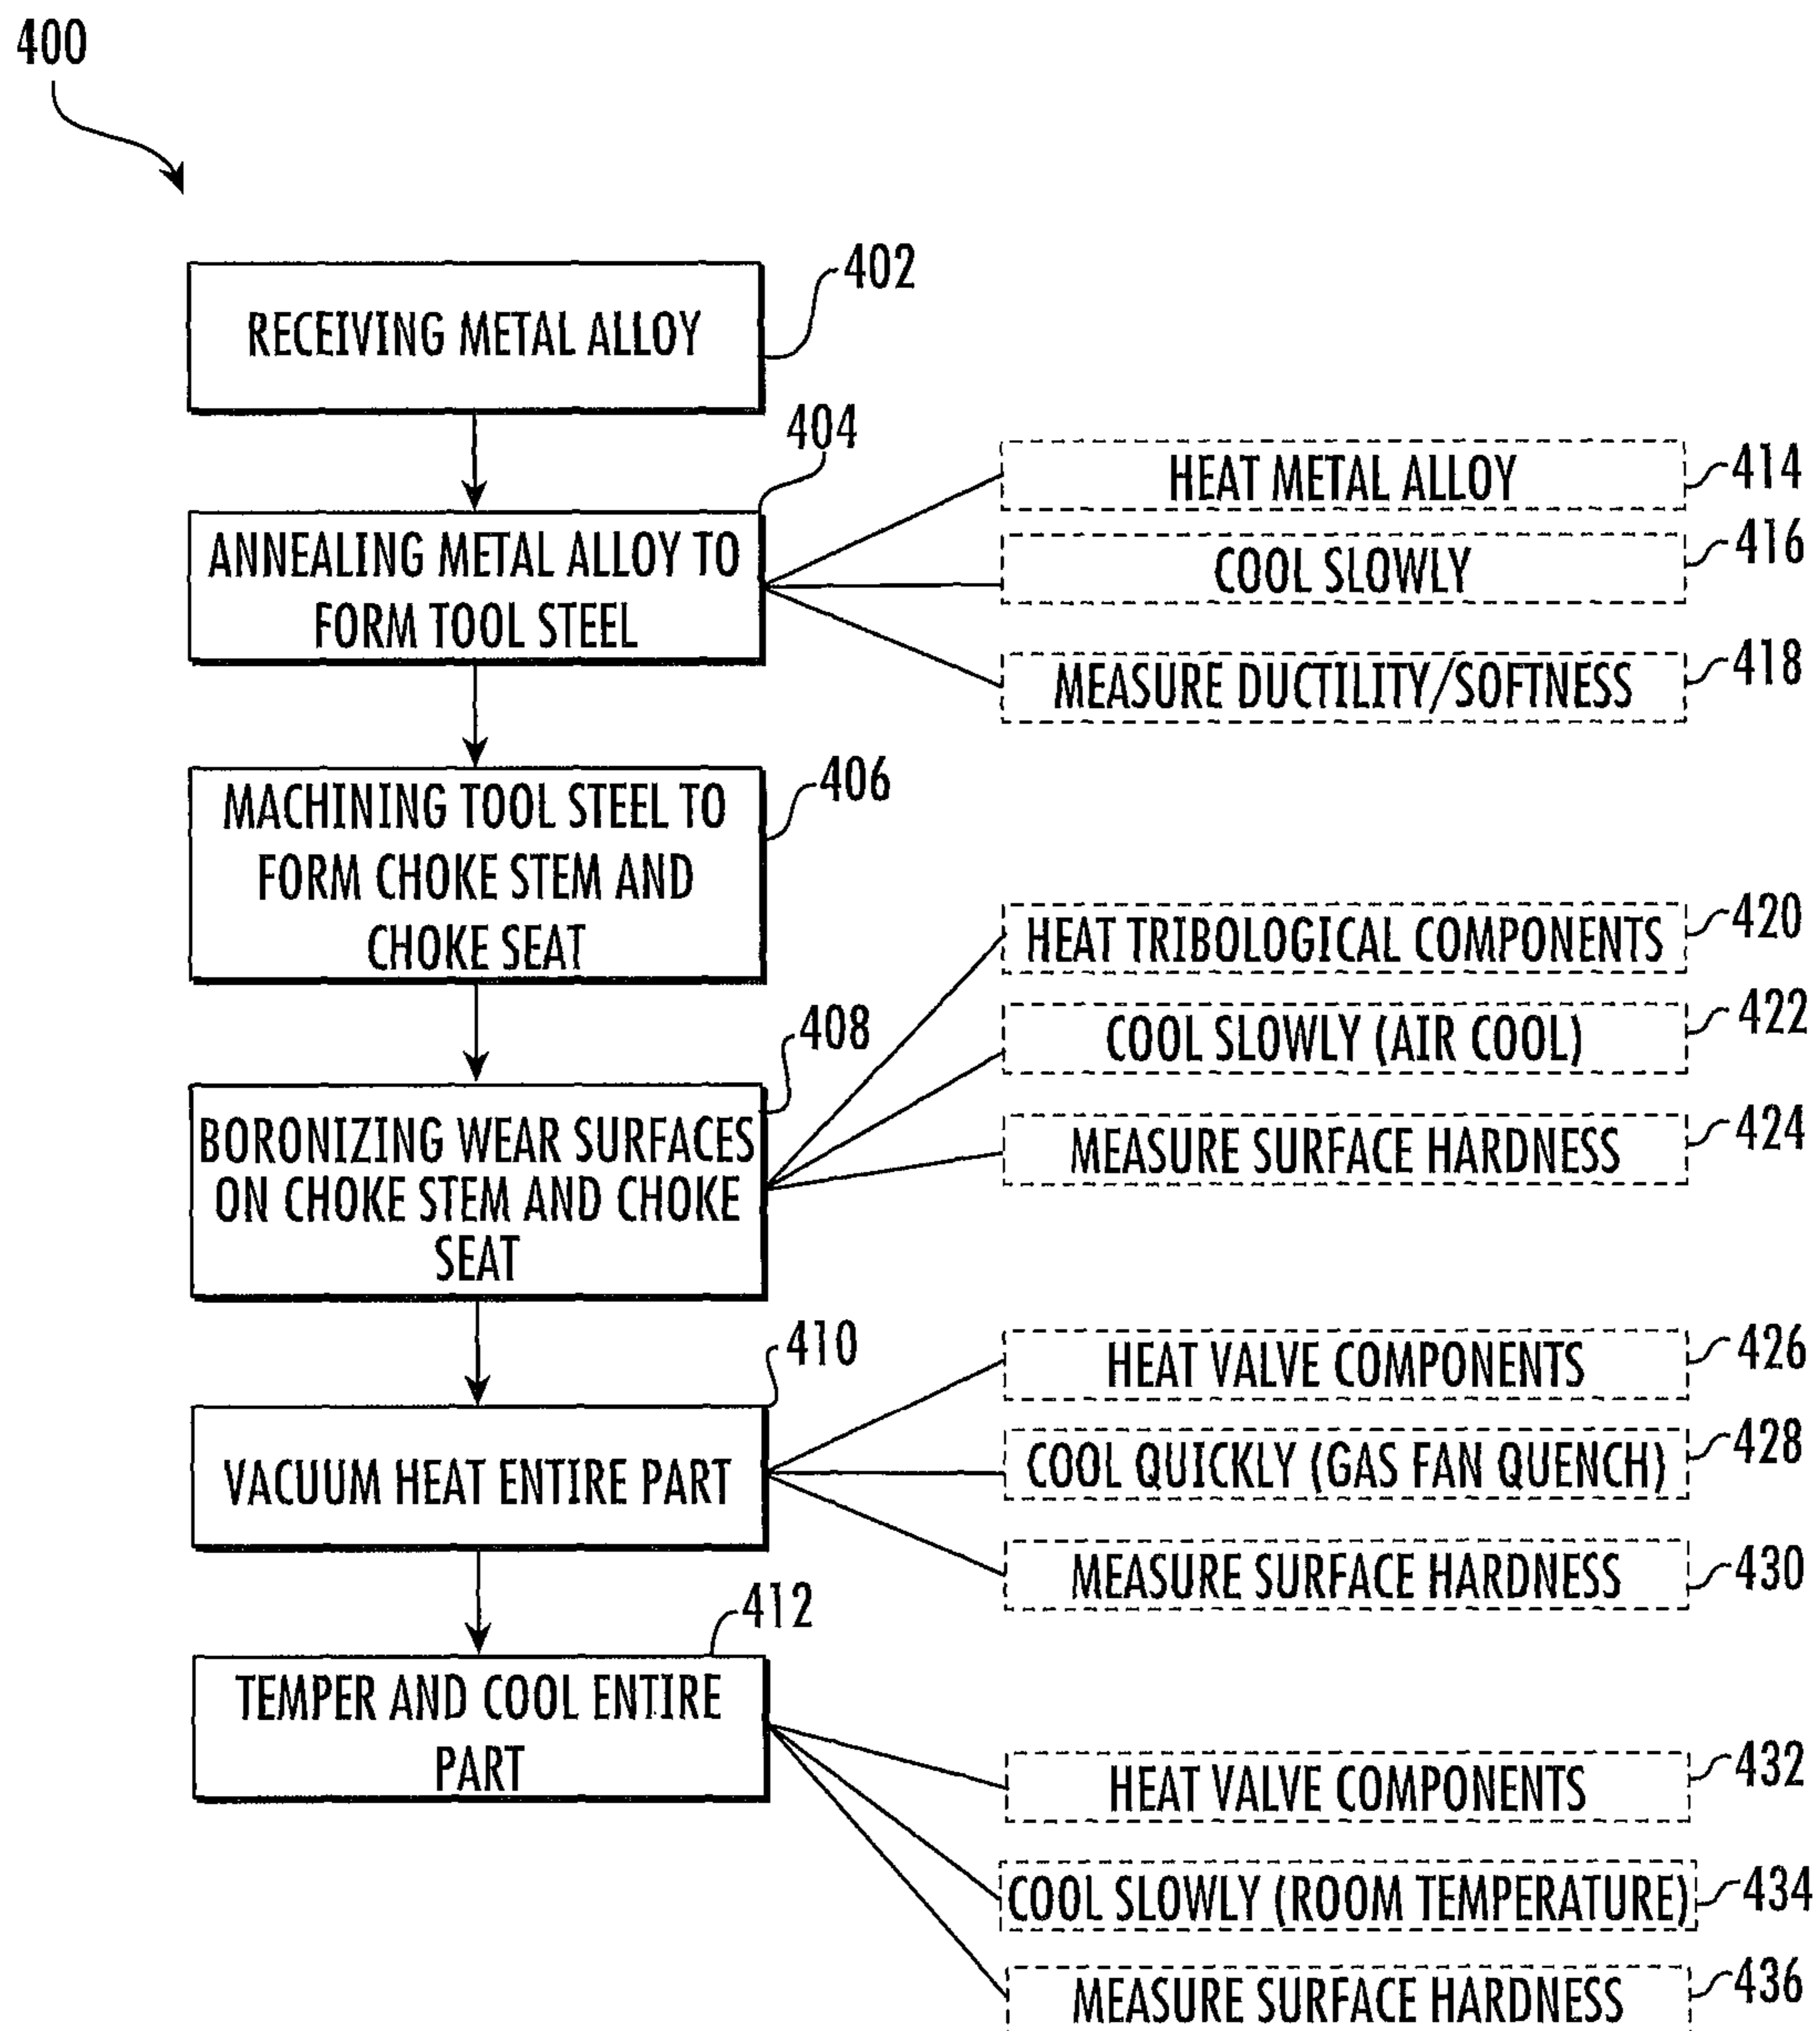 400
402
RECEIVING METAL ALLOY
404
ANNEALING METAL ALLOY TO
FORM TOOL STEEL
HEAT METAL ALLOY
414
COOL SLOWLY
416
MEASURE DUCTILITY/SOFTNESS
418
406
MACHINING TOOL STEEL TO
FORM CHOKE STEM AND
CHOKE SEAT
408
BORONIZING WEAR SURFACES
ON CHOKE STEM AND CHOKE
SEAT
HEAT TRIBOLOGICAL COMPONENTS
420
COOL SLOWLY (AIR COOL)
422
MEASURE SURFACE HARDNESS
424
410
VACUUM HEAT ENTIRE PART
HEAT VALVE COMPONENTS
426
COOL QUICKLY (GAS FAN QUENCH)
428
MEASURE SURFACE HARDNESS
430
412
TEMPER AND COOL ENTIRE
PART
HEAT VALVE COMPONENTS
432
COOL SLOWLY (ROOM TEMPERATURE)
434
MEASURE SURFACE HARDNESS
436